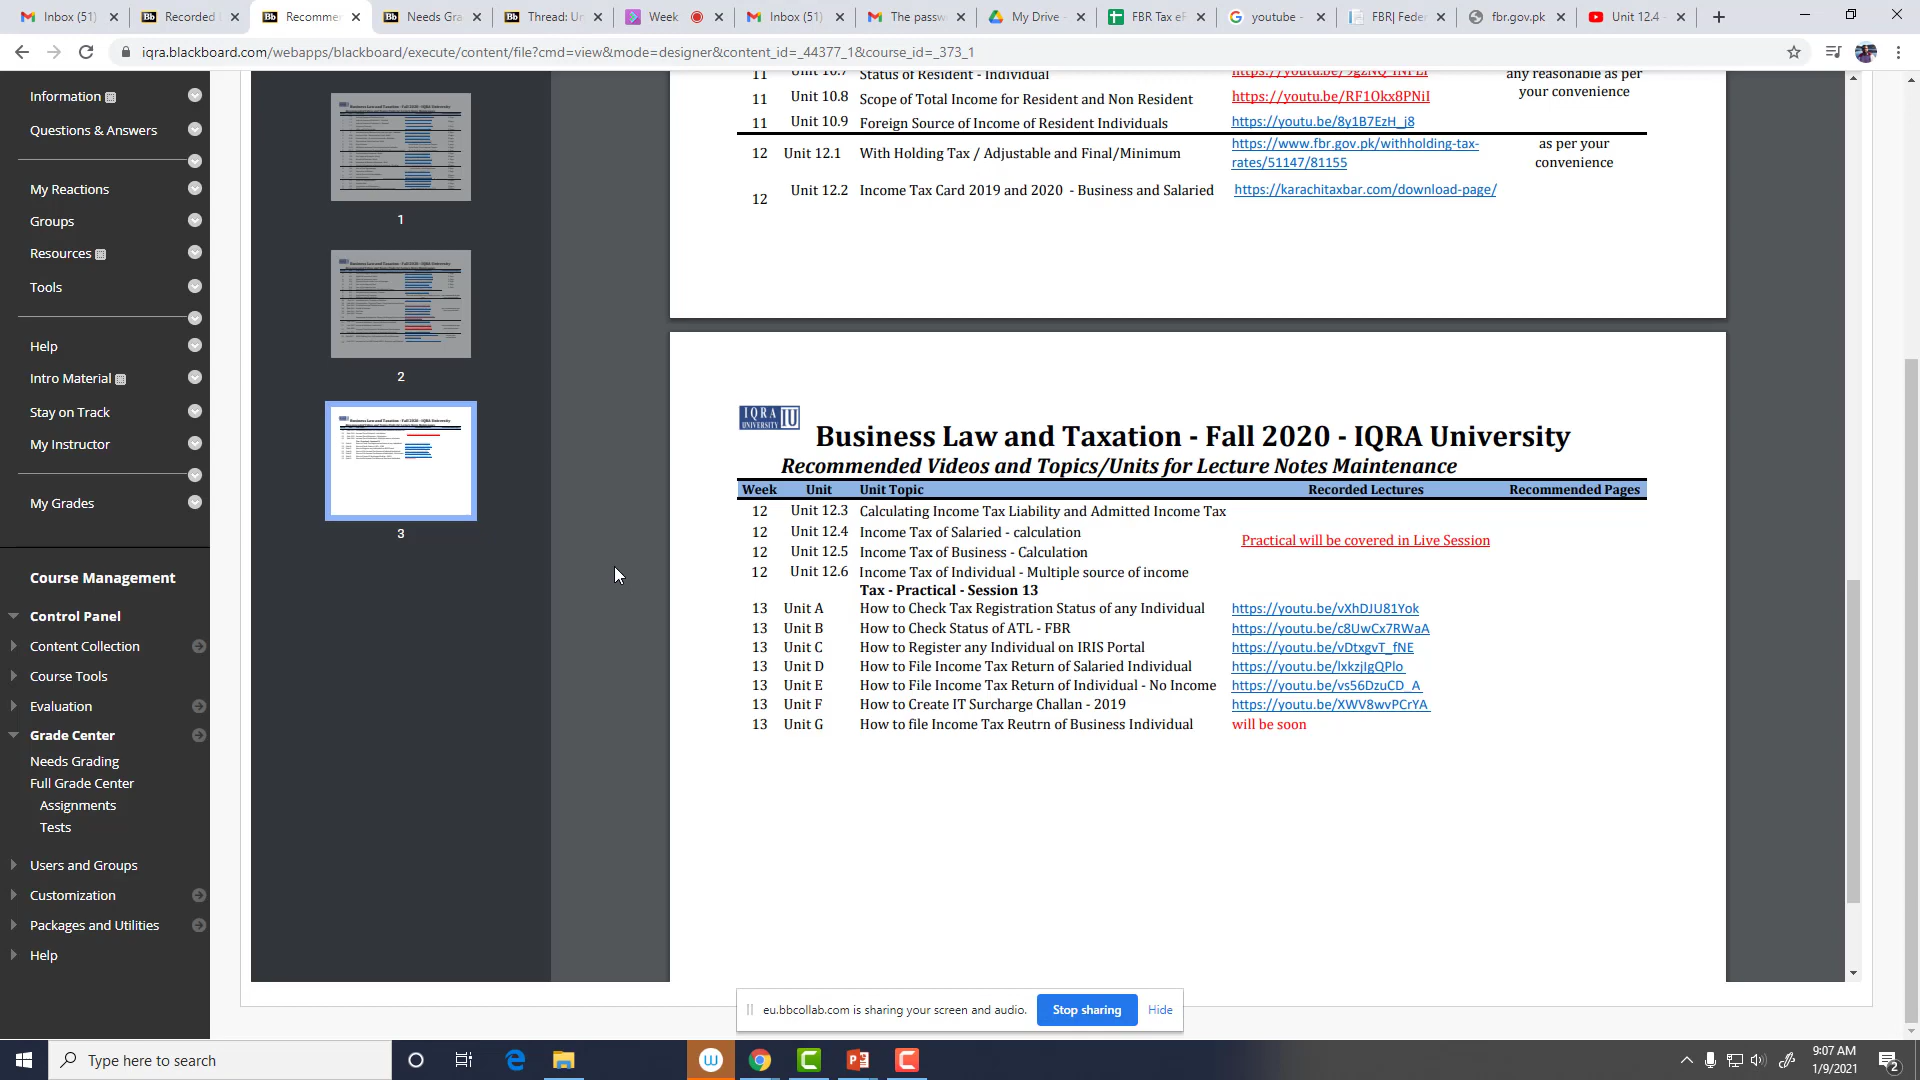 Inbox (51)
Recorded
Recommen
Needs Gra
Thread: Un
Week
Inbox (51)
The passw
My Drive -
FBR Tax eF
youtube -
FBR| Feder
fbr.gov.pk
Unit 12.4 -
iqra.blackboard.com/webapps/blackboard/execute/content/file?cmd=view&mode=designer&content_id=_44377_1&course_id=_373_1
Information
Questions & Answers
My Reactions
Groups
Resources
Tools
Help
Intro Material
Stay on Track
My Instructor
My Grades
Course Management
Control Panel
Content Collection
Course Tools
Evaluation
Grade Center
Needs Grading
Full Grade Center
Assignments
Tests
Users and Groups
Customization
Packages and Utilities
Help
1
2
3
11 Unit 10.7 Status of Resident - Individual any reasonable as per
11 Unit 10.8 Scope of Total Income for Resident and Non Resident https://youtu.be/RF1Okx8PNiI your convenience
11 Unit 10.9 Foreign Source of Income of Resident Individuals https://youtu.be/8y1B7EzH_j8
12 Unit 12.1 With Holding Tax / Adjustable and Final/Minimum https://www.fbr.gov.pk/withholding-tax- as per your
rates/51147/81155 convenience
12 Unit 12.2 Income Tax Card 2019 and 2020 - Business and Salaried https://karachitaxbar.com/download-page/
IQRA UNIVERSITY IU
Business Law and Taxation - Fall 2020 - IQRA University
Recommended Videos and Topics/Units for Lecture Notes Maintenance
Week Unit Unit Topic Recorded Lectures Recommended Pages
12 Unit 12.3 Calculating Income Tax Liability and Admitted Income Tax
12 Unit 12.4 Income Tax of Salaried - calculation
Practical will be covered in Live Session
12 Unit 12.5 Income Tax of Business - Calculation
12 Unit 12.6 Income Tax of Individual - Multiple source of income
Tax - Practical - Session 13
13 Unit A How to Check Tax Registration Status of any Individual https://youtu.be/vXhDJU81Yok
13 Unit B How to Check Status of ATL - FBR https://youtu.be/c8UwCx7RWaA
13 Unit C How to Register any Individual on IRIS Portal https://youtu.be/vDtxgvT_fNE
13 Unit D How to File Income Tax Return of Salaried Individual https://youtu.be/lxkzjIgQPlo
13 Unit E How to File Income Tax Return of Individual - No Income https://youtu.be/vs56DzuCD_A
13 Unit F How to Create IT Surcharge Challan - 2019 https://youtu.be/XWV8wvPCrYA
13 Unit G How to file Income Tax Reutrn of Business Individual will be soon
eu.bbcollab.com is sharing your screen and audio. Stop sharing Hide
Type here to search
9:07 AM
1/9/2021
2